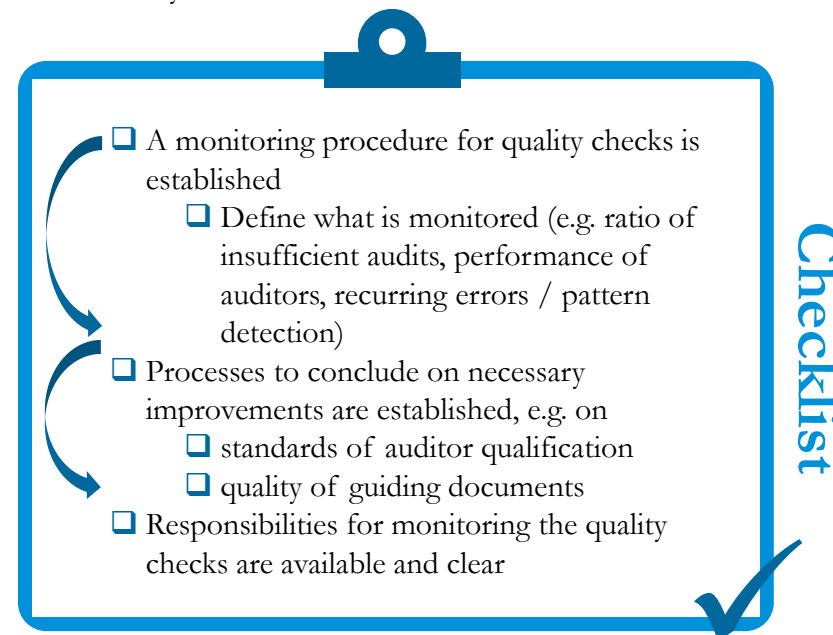 A monitoring procedure for quality checks is
established
Define what is monitored (e.g. ratio of
insufficient audits, performance of
auditors, recurring errors / pattern
detection)
Processes to conclude on necessary
improvements are established, e.g. on
standards of auditor qualification
quality of guiding documents
Responsibilities for monitoring the quality
checks are available and clear
Checklist